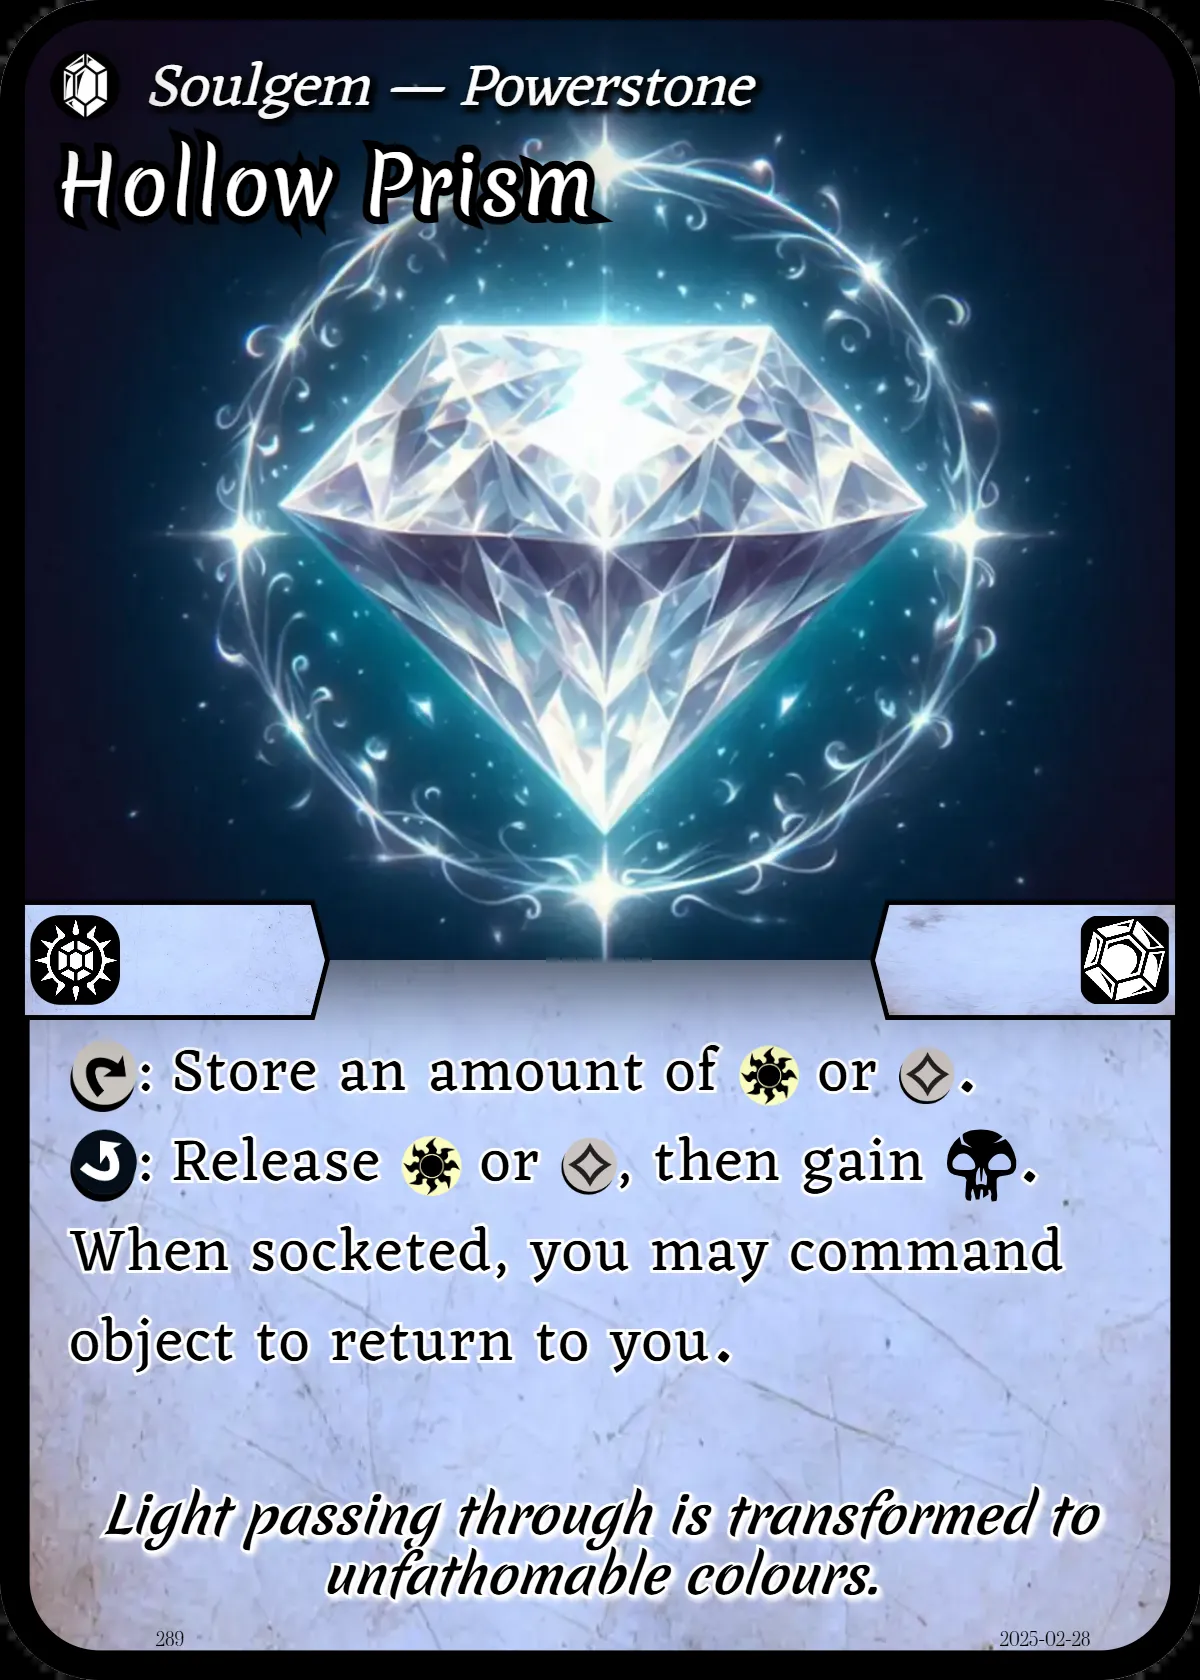 Soulgem — Powerstone
Hollow Prism
: Store an amount of or .
: Release or , then gain .
When socketed, you may command
object to return to you.
Light passing through is transformed to
unfathomable colours.
289
2025-02-28